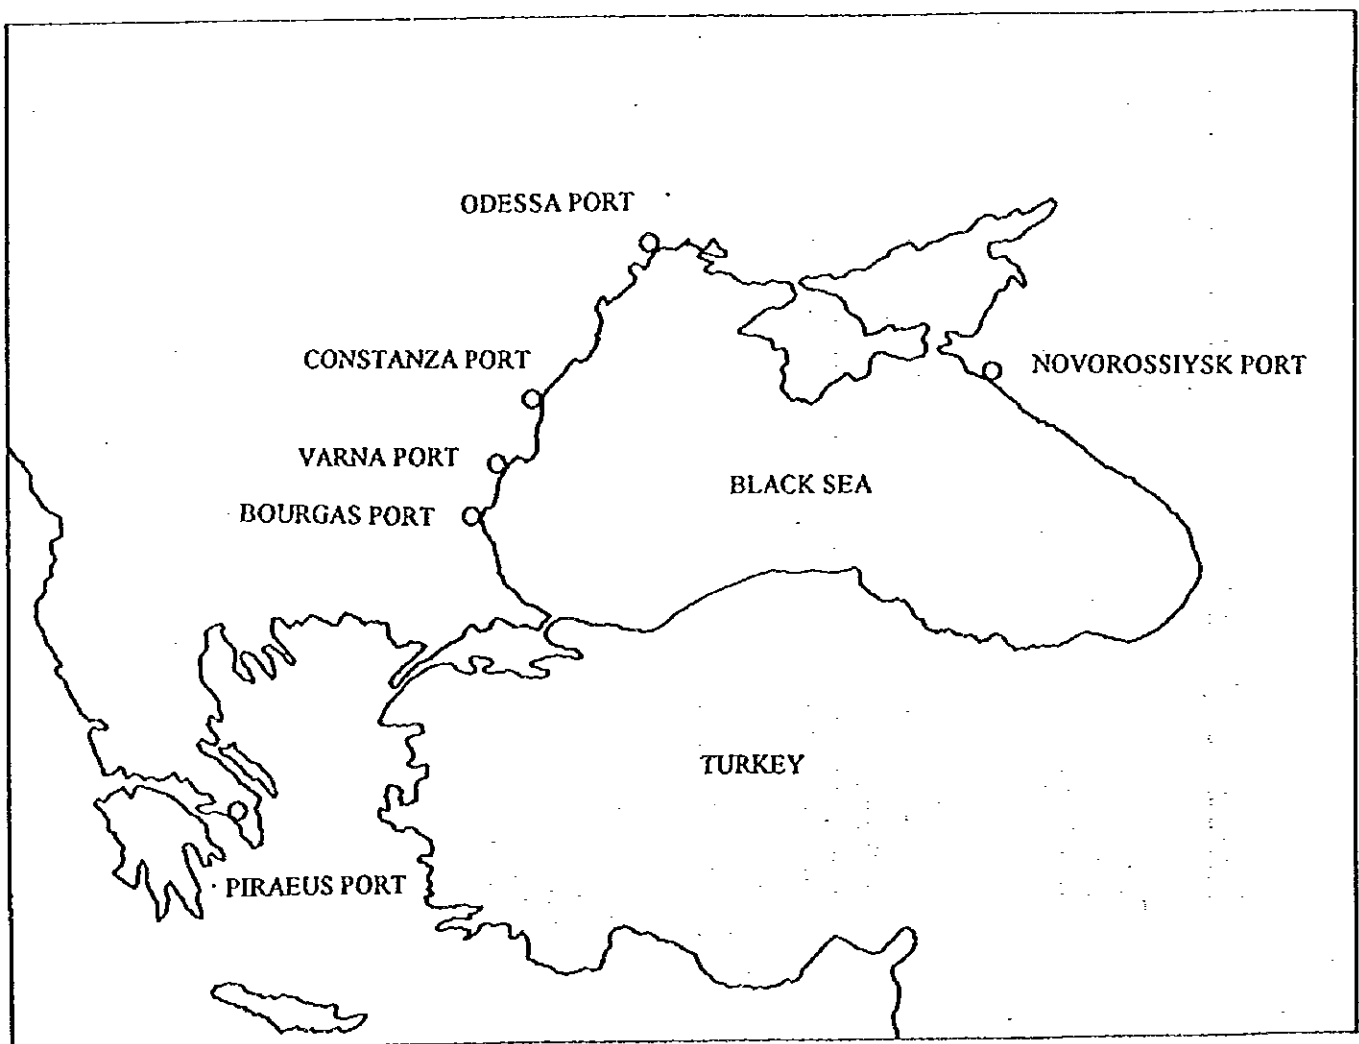 ODESSA PORT
CONSTANZA PORT
NOVOROSSIYSK PORT
VARNA PORT
BLACK SEA
BOURGAS PORT
TURKEY
PIRAEUS PORT